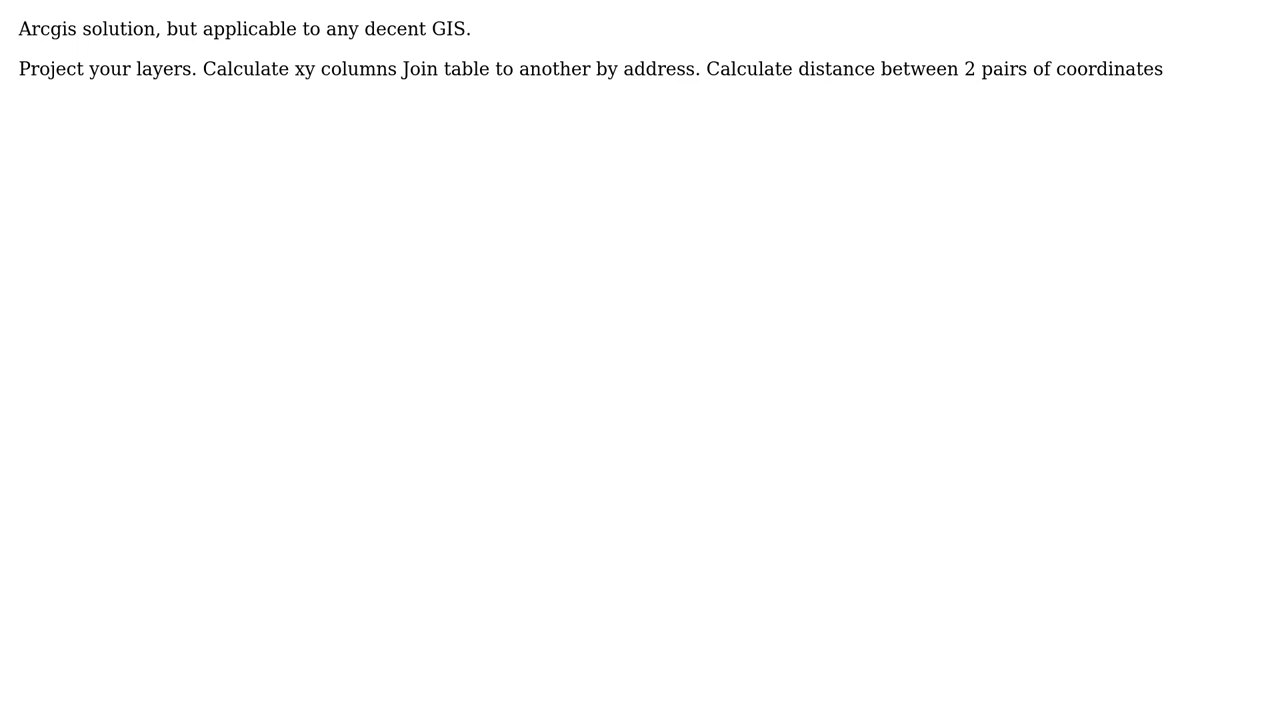 Arcgis solution, but applicable to any decent GIS.
Project your layers. Calculate xy columns Join table to another by address. Calculate distance between 2 pairs of coordinates